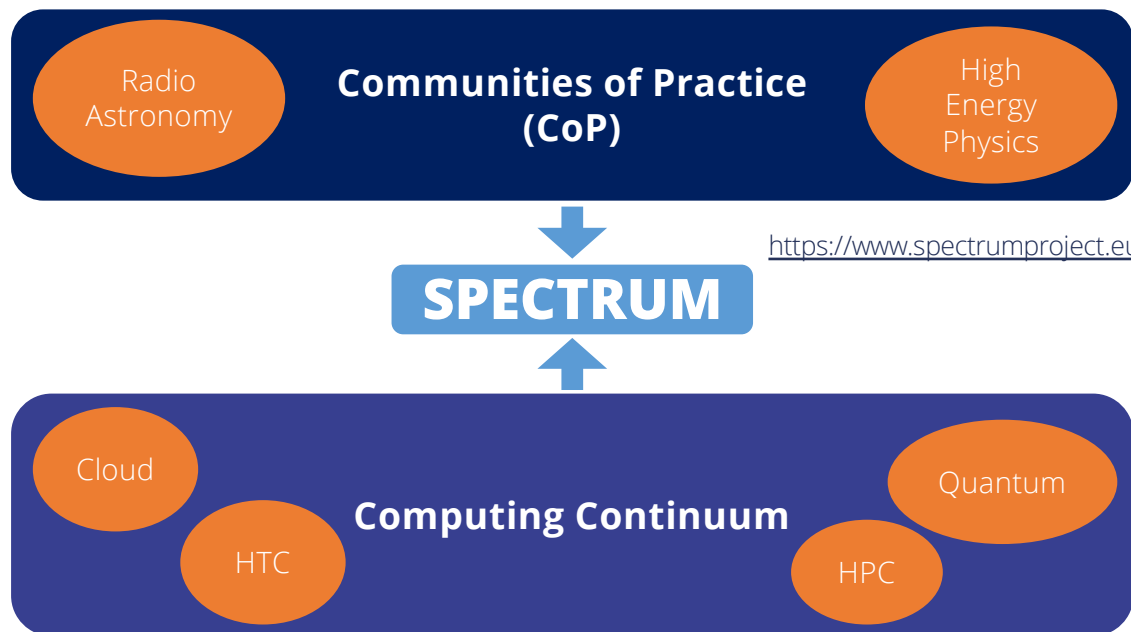 Radio
Astronomy
Communities of Practice
(CoP)
High
Energy
Physics
https://www.spectrumproject.eu
SPECTRUM
Cloud
HTC
Computing Continuum
Quantum
HPC